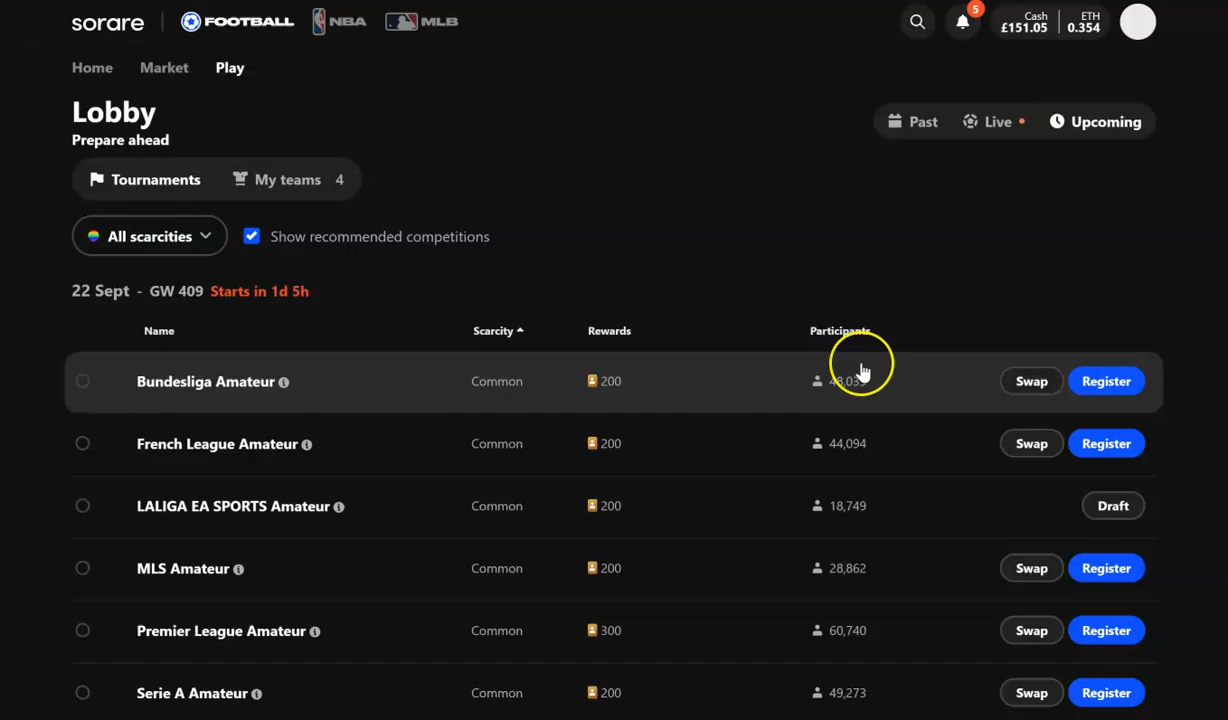 sorare FOOTBALL NBA MLB
5
Cash £151.05 ETH 0.354
Home Market Play
Lobby
Prepare ahead
Past Live Upcoming
Tournaments My teams 4
All scarcities Show recommended competitions
22 Sept - GW 409 Starts in 1d 5h
Name Scarcity Rewards Participants
Bundesliga Amateur Common 200 Swap Register
French League Amateur Common 200 44,094 Swap Register
LALIGA EA SPORTS Amateur Common 200 18,749 Draft
MLS Amateur Common 200 28,862 Swap Register
Premier League Amateur Common 300 60,740 Swap Register
Serie A Amateur Common 200 49,273 Swap Register